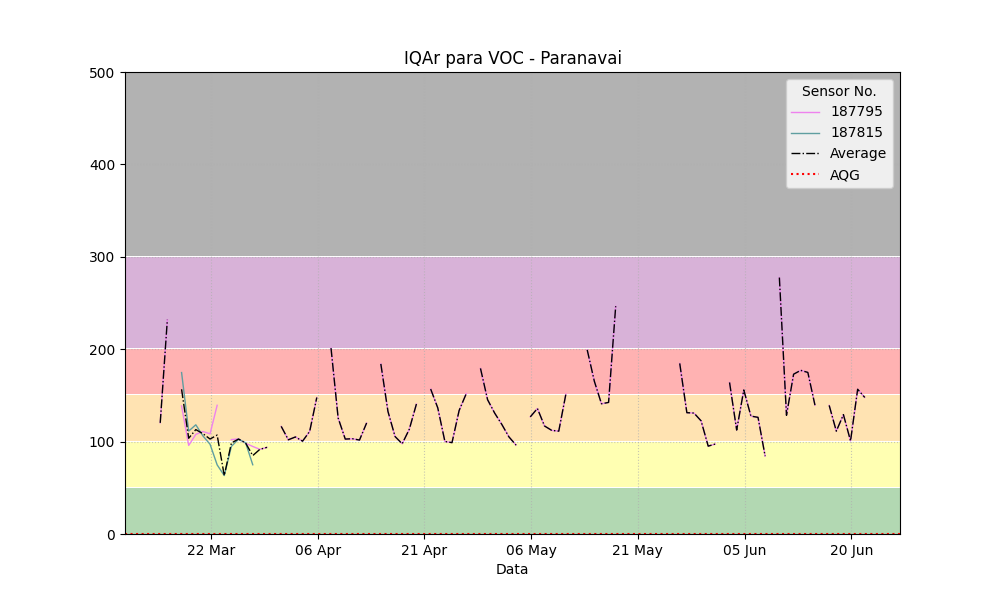 IQAr para VOC - Paranavai
500
400
300
200
100
0
Sensor No.
187795
187815
Average
AQG
22 Mar
06 Apr
21 Apr
06 May
21 May
05 Jun
20 Jun
Data